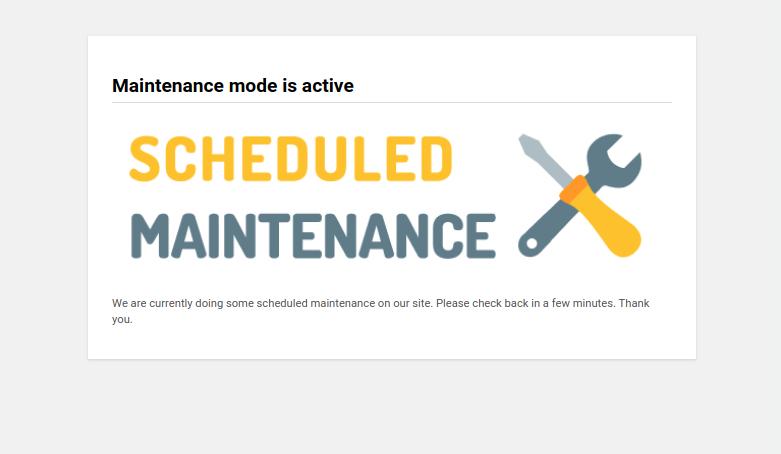 Maintenance mode is active
SCHEDULED
MAINTENANCE
We are currently doing some scheduled maintenance on our site. Please check back in a few minutes. Thank
you.